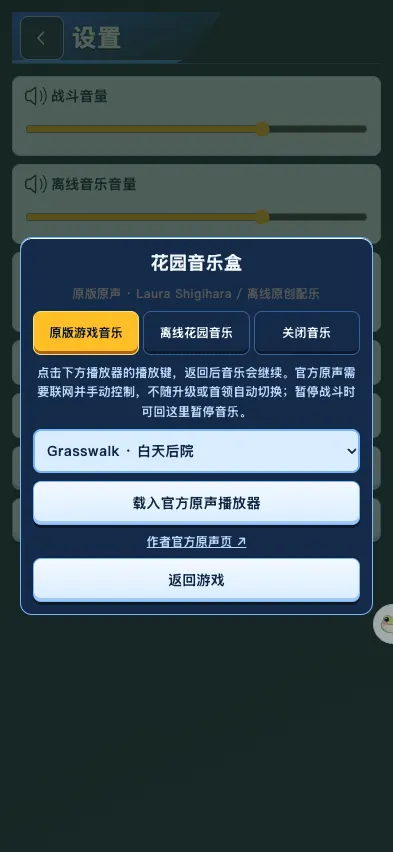 设置
战斗音量
离线音乐音量
花园音乐盒
原版原声 · Laura Shigihara / 离线原创配乐
原版游戏音乐
离线花园音乐
关闭音乐
点击下方播放器的播放键，返回后音乐会继续。官方原声需
要联网并手动控制，不随升级或首领自动切换；暂停战斗时
可回这里暂停音乐。
Grasswalk · 白天后院
载入官方原声播放器
作者官方原声页 ↗
返回游戏